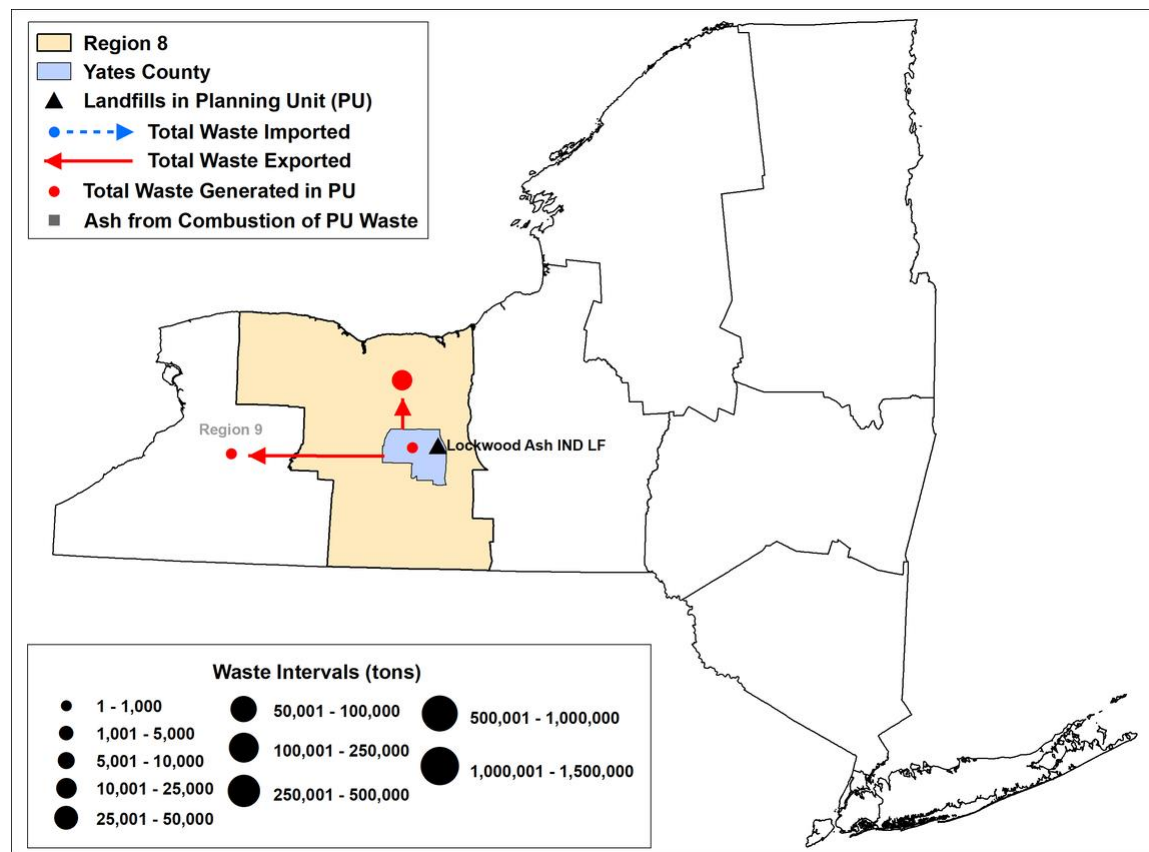 Region 8
Yates County
Landfills in Planning Unit (PU)
Total Waste Imported
Total Waste Exported
Total Waste Generated in PU
Ash from Combustion of PU Waste
Region 9
Lockwood Ash IND LF
Waste Intervals (tons)
1 - 1,000
1,001 - 5,000
5,001 - 10,000
10,001 - 25,000
25,001 - 50,000
50,001 - 100,000
100,001 - 250,000
250,001 - 500,000
500,001 - 1,000,000
1,000,001 - 1,500,000